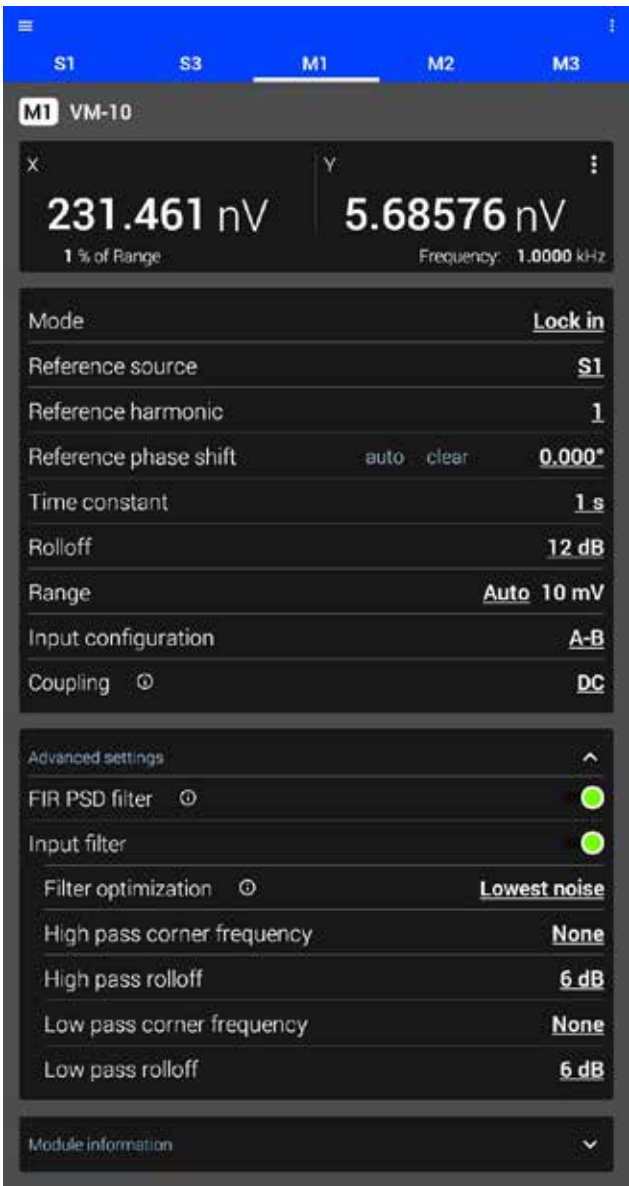 S1 S3 M1 M2 M3
M1 VM-10
X Y
231.461 nV 5.68576 nV
1 % of Range Frequency: 1.0000 kHz
Mode Lock in
Reference source S1
Reference harmonic 1
Reference phase shift auto clear 0.000°
Time constant 1 s
Rolloff 12 dB
Range Auto 10 mV
Input configuration A-B
Coupling DC
Advanced settings
FIR PSD filter
Input filter
Filter optimization Lowest noise
High pass corner frequency None
High pass rolloff 6 dB
Low pass corner frequency None
Low pass rolloff 6 dB
Module information